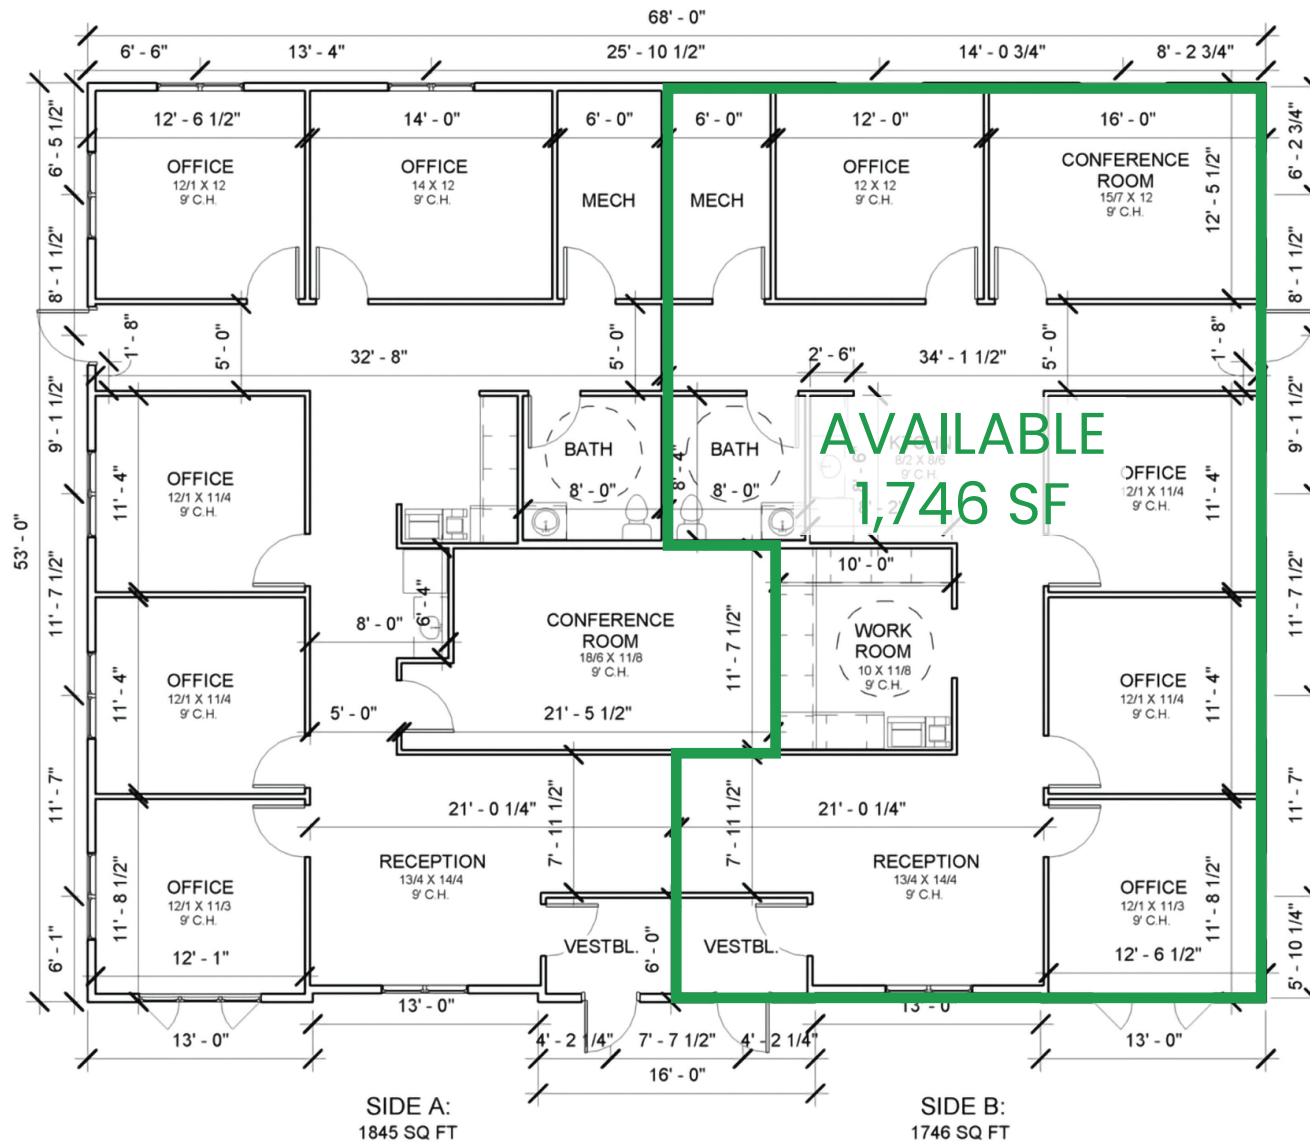 68' - 0"
6' - 6" 13' - 4" 25' - 10 1/2" 14' - 0 3/4" 8' - 2 3/4"
12' - 6 1/2" 14' - 0" 6' - 0" 6' - 0" 12' - 0" 16' - 0"
6' - 5 1/2"
6' - 2 3/4"
OFFICE
12/1 X 12
9' C.H.
OFFICE
14 X 12
9' C.H.
MECH
MECH
OFFICE
12 X 12
9' C.H.
CONFERENCE
ROOM
15/7 X 12
9' C.H.
12' - 5 1/2"
8' - 1 1/2"
8' - 1 1/2"
1' - 8"
5' - 0"
32' - 8"
5' - 0"
2' - 6"
34' - 1 1/2"
5' - 0"
1' - 8"
9' - 1 1/2"
9' - 1 1/2"
53' - 0"
OFFICE
12/1 X 11/4
9' C.H.
11' - 4"
BATH
8' - 0"
8' - 4"
BATH
8' - 0"
8/2 X 8/6
9' C.H.
AVAILABLE
1,746 SF
OFFICE
12/1 X 11/4
9' C.H.
11' - 4"
11' - 7 1/2"
11' - 7 1/2"
8' - 0"
6' - 4"
CONFERENCE
ROOM
18/6 X 11/8
9' C.H.
11' - 7 1/2"
21' - 5 1/2"
10' - 0"
WORK
ROOM
10 X 11/8
9' C.H.
OFFICE
12/1 X 11/4
9' C.H.
11' - 4"
OFFICE
12/1 X 11/4
9' C.H.
11' - 4"
5' - 0"
11' - 7"
11' - 7"
21' - 0 1/4"
7' - 11 1/2"
7' - 11 1/2"
21' - 0 1/4"
RECEPTION
13/4 X 14/4
9' C.H.
RECEPTION
13/4 X 14/4
9' C.H.
OFFICE
12/1 X 11/3
9' C.H.
11' - 8 1/2"
12' - 1"
OFFICE
12/1 X 11/3
9' C.H.
11' - 8 1/2"
12' - 6 1/2"
6' - 1"
5' - 10 1/4"
VESTBL.
6' - 0"
VESTBL.
13' - 0"
13' - 0
13' - 0" 4' - 2 1/4" 7' - 7 1/2" 4' - 2 1/4" 13' - 0"
16' - 0"
SIDE A:
1845 SQ FT
SIDE B:
1746 SQ FT